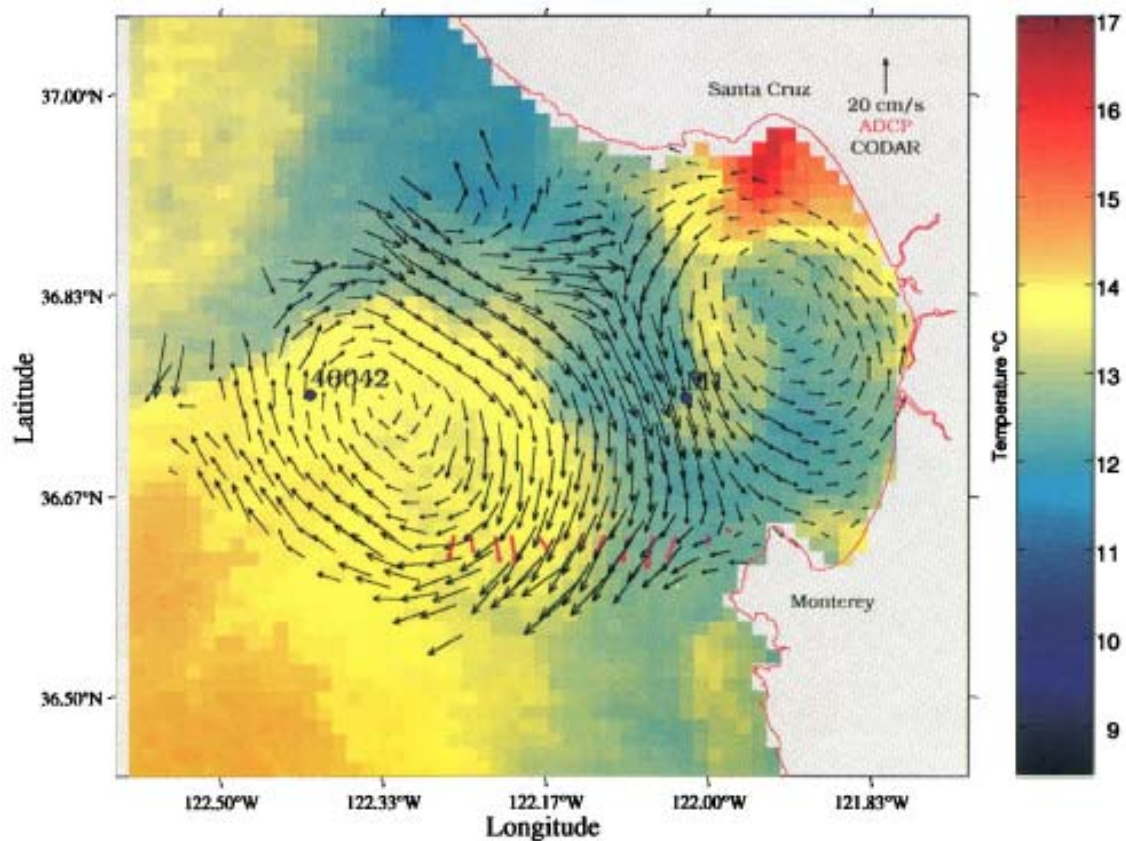 Santa Cruz
20 cm/s
ADCP
CODAR
46042
M1
Monterey
37.00°N
36.83°N
36.67°N
36.50°N
Latitude
122.50°W
122.33°W
122.17°W
122.00°W
121.83°W
Longitude
17
16
15
14
13
12
11
10
9
Temperature °C